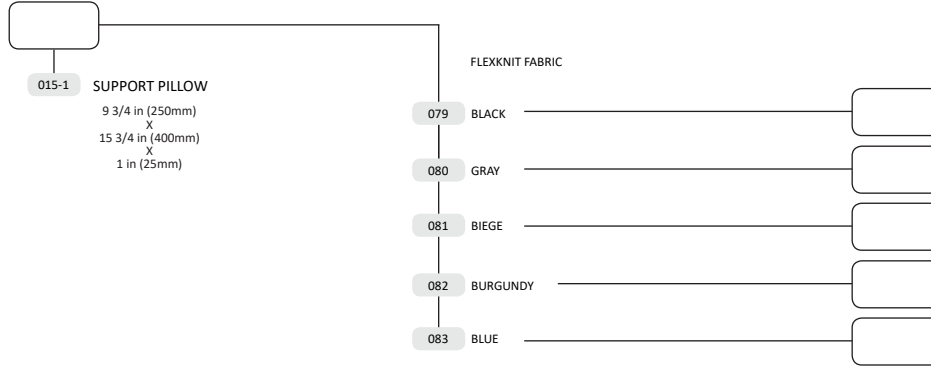 015-1 SUPPORT PILLOW
9 3/4 in (250mm)
X
15 3/4 in (400mm)
X
1 in (25mm)
FLEXKNIT FABRIC
079 BLACK
080 GRAY
081 BIEGE
082 BURGUNDY
083 BLUE